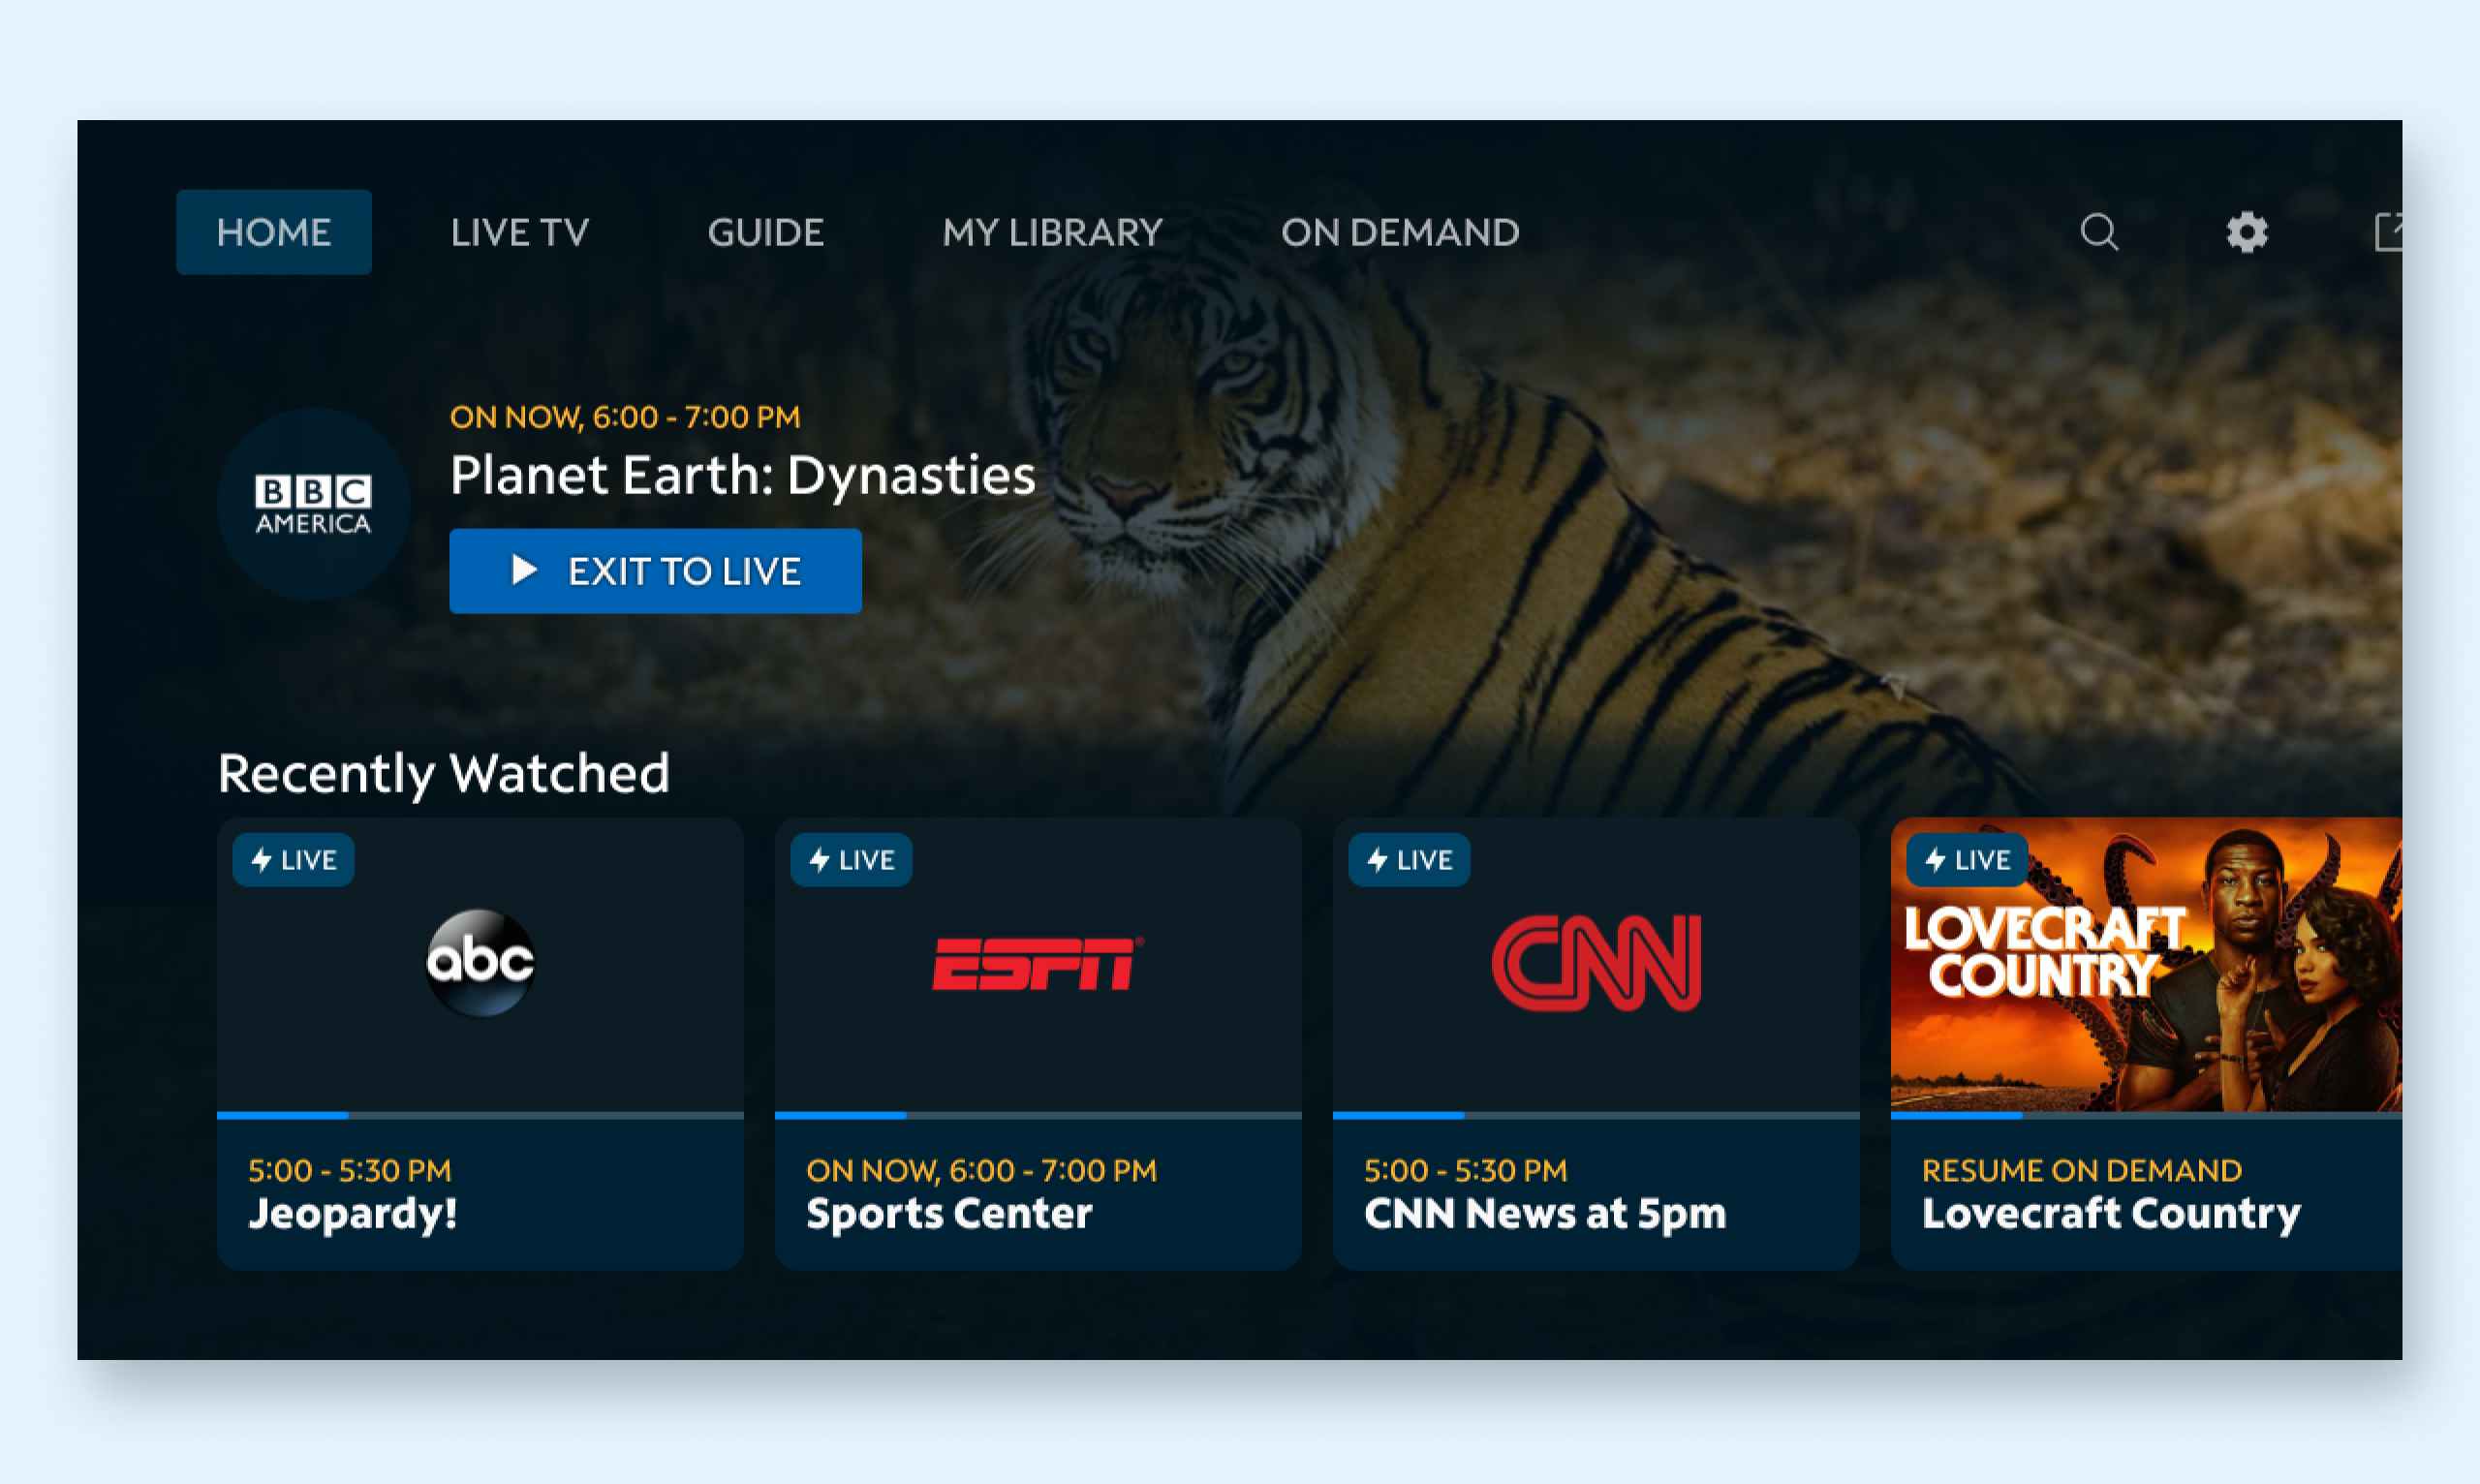 HOME LIVE TV GUIDE MY LIBRARY ON DEMAND
ON NOW, 6:00 - 7:00 PM
Planet Earth: Dynasties
BBC
AMERICA
EXIT TO LIVE
Recently Watched
LIVE
abc
5:00 - 5:30 PM
Jeopardy!
LIVE
ESPN
ON NOW, 6:00 - 7:00 PM
Sports Center
LIVE
CNN
5:00 - 5:30 PM
CNN News at 5pm
LIVE
LOVECRAFT
COUNTRY
RESUME ON DEMAND
Lovecraft Country